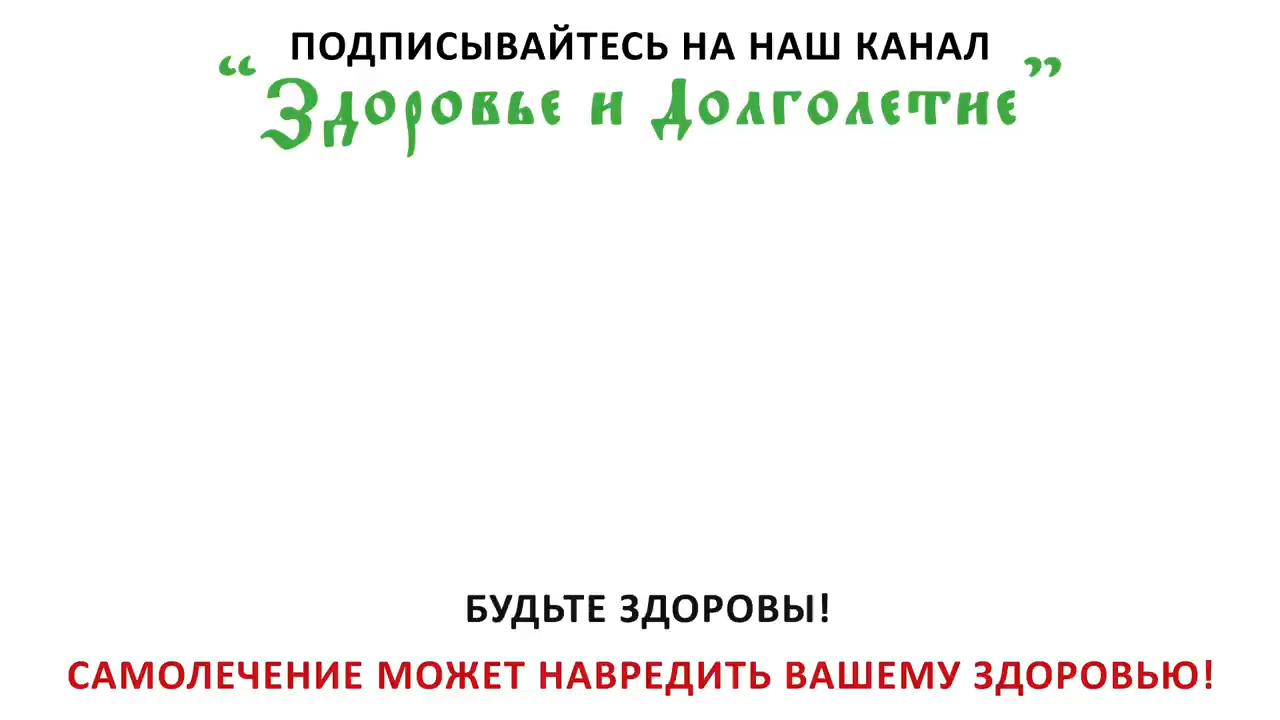 ПОДПИСЫВАЙТЕСЬ НА НАШ КАНАЛ
“Здоровье и Долголетие”
БУДЬТЕ ЗДОРОВЫ!
САМОЛЕЧЕНИЕ МОЖЕТ НАВРЕДИТЬ ВАШЕМУ ЗДОРОВЬЮ!